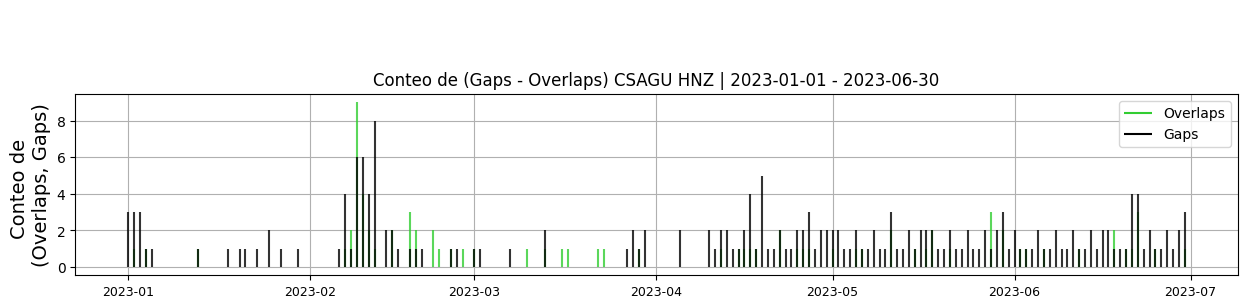 Conteo de (Gaps - Overlaps) CSAGU HNZ | 2023-01-01 - 2023-06-30
Conteo de
(Overlaps, Gaps)
8
6
4
2
0
Overlaps
Gaps
2023-01
2023-02
2023-03
2023-04
2023-05
2023-06
2023-07